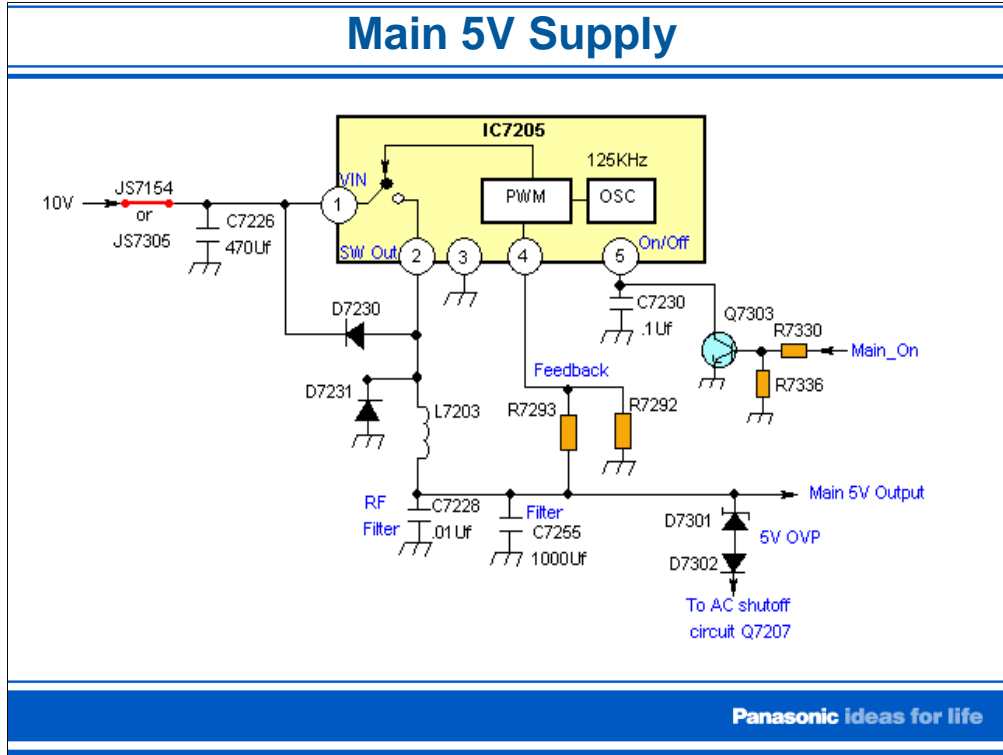 Main 5V Supply
IC7205
125KHz
VIN
PWM
OSC
10V
JS7154
or
JS7305
C7226
470Uf
1
SW Out
2
3
4
5
On/Off
D7230
C7230
.1Uf
Q7303
R7330
Main_On
R7336
Feedback
D7231
L7203
R7293
R7292
RF
Filter
C7228
.01Uf
Filter
C7255
1000Uf
Main 5V Output
D7301
5V OVP
D7302
To AC shutoff
circuit Q7207
Panasonic ideas for life